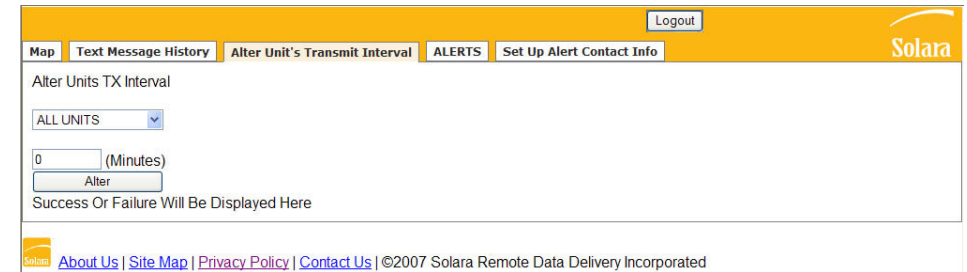 Logout
Map Text Message History Alter Unit's Transmit Interval ALERTS Set Up Alert Contact Info Solara
Alter Units TX Interval
ALL UNITS
0 (Minutes)
Alter
Success Or Failure Will Be Displayed Here
Solara About Us | Site Map | Privacy Policy | Contact Us | ©2007 Solara Remote Data Delivery Incorporated